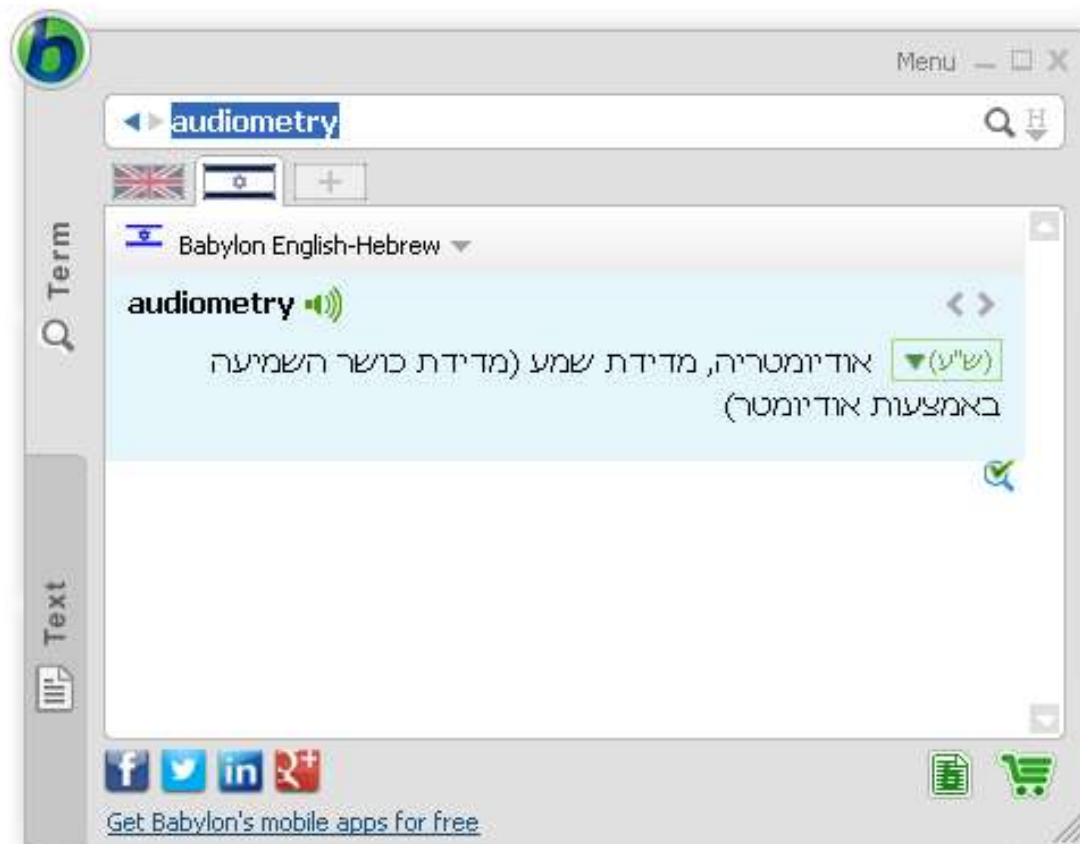 Menu
audiometry
H
Term
Babylon English-Hebrew
audiometry
(ש"ע) אודיומטריה, מדידת שמע (מדידת כושר השמיעה
באמצעות אודיומטר)
Text
Get Babylon's mobile apps for free